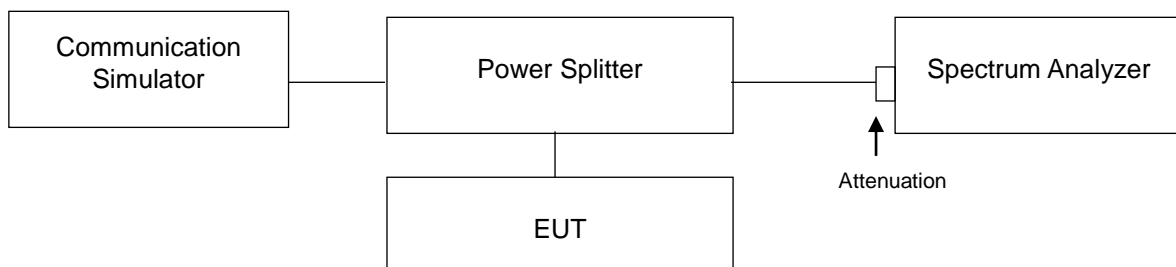 Communication
Simulator
Power Splitter
Spectrum Analyzer
Attenuation
EUT